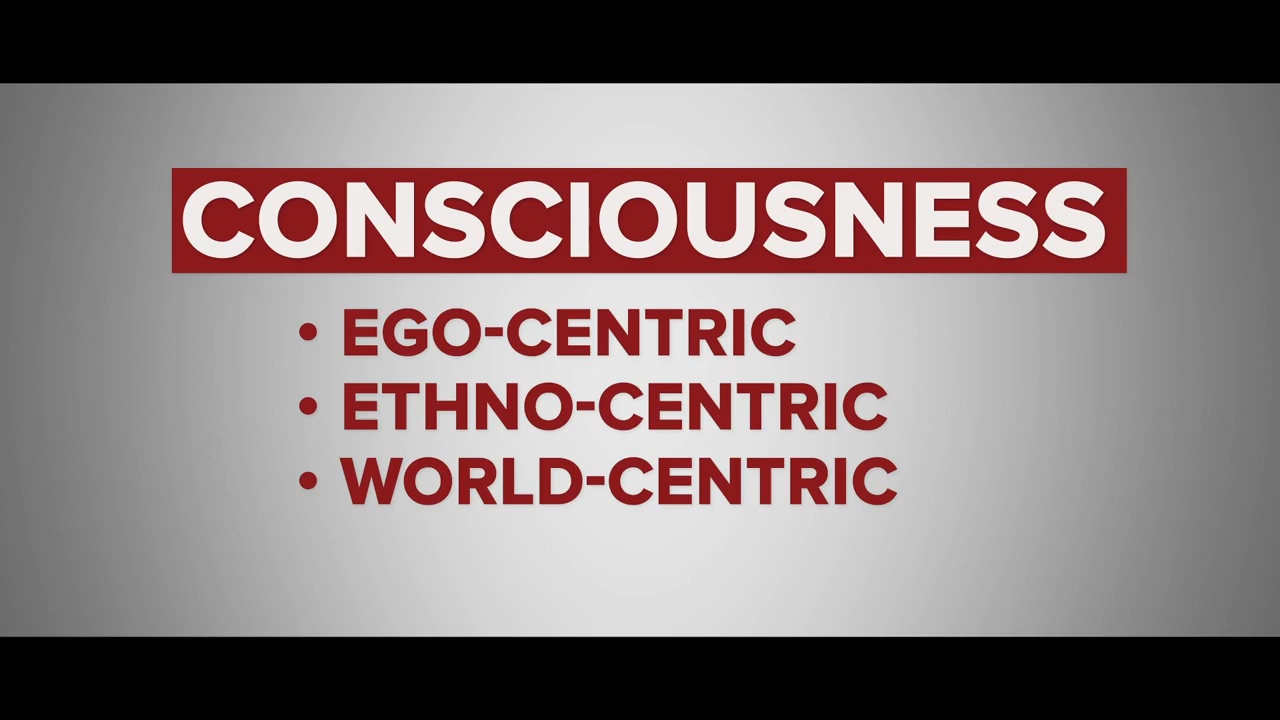 CONSCIOUSNESS
• EGO-CENTRIC
• ETHNO-CENTRIC
• WORLD-CENTRIC